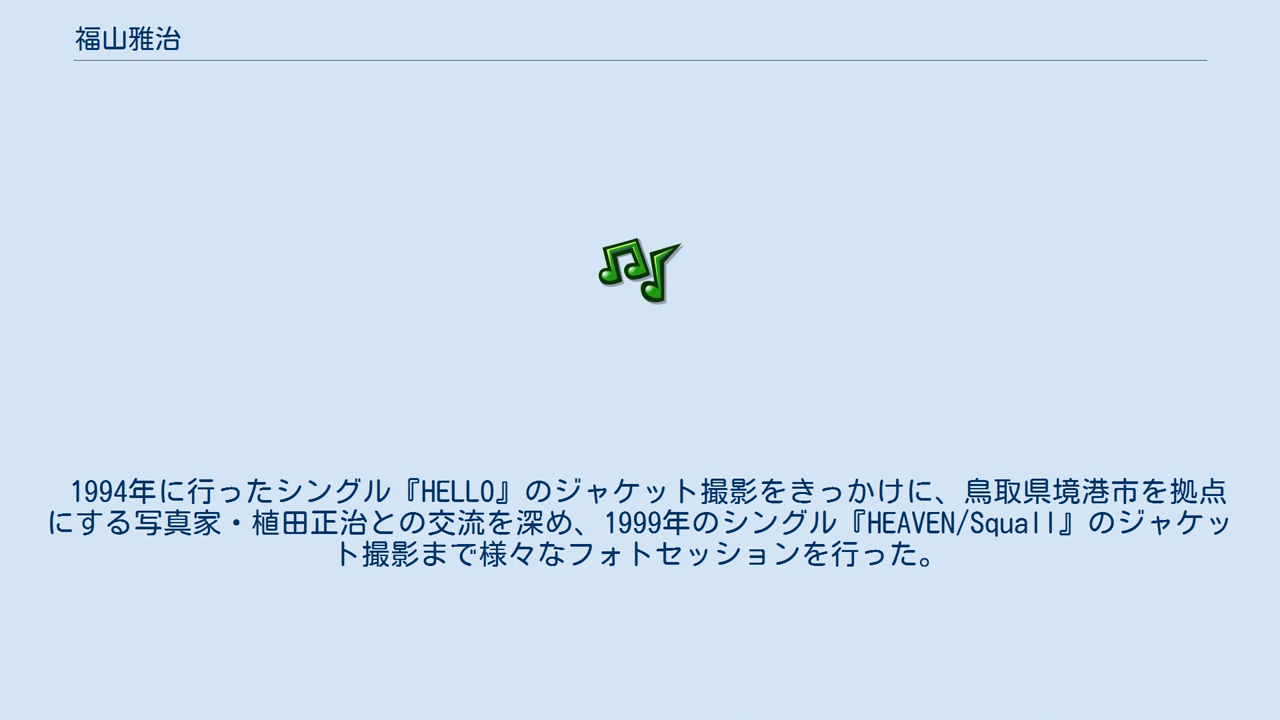 福山雅治
1994年に行ったシングル『HELLO』のジャケット撮影をきっかけに、鳥取県境港市を拠点
にする写真家・植田正治との交流を深め、1999年のシングル『HEAVEN/Squall』のジャケッ
ト撮影まで様々なフォトセッションを行った。